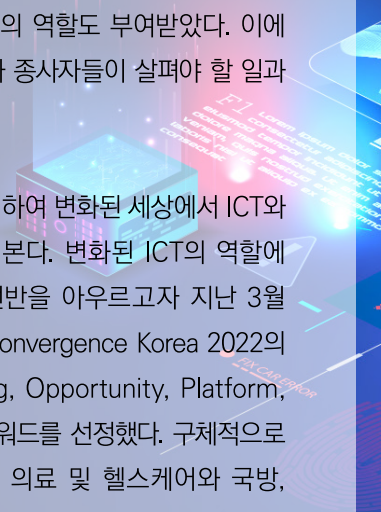 의 역할도 부여받았다. 이에
종사자들이 살펴야 할 일과
하여 변화된 세상에서 ICT와
본다. 변화된 ICT의 역할에
반을 아우르고자 지난 3월
onvergence Korea 2022의
g, Opportunity, Platform,
워드를 선정했다. 구체적으로
의료 및 헬스케어와 국방,
FIX CAR ERROR